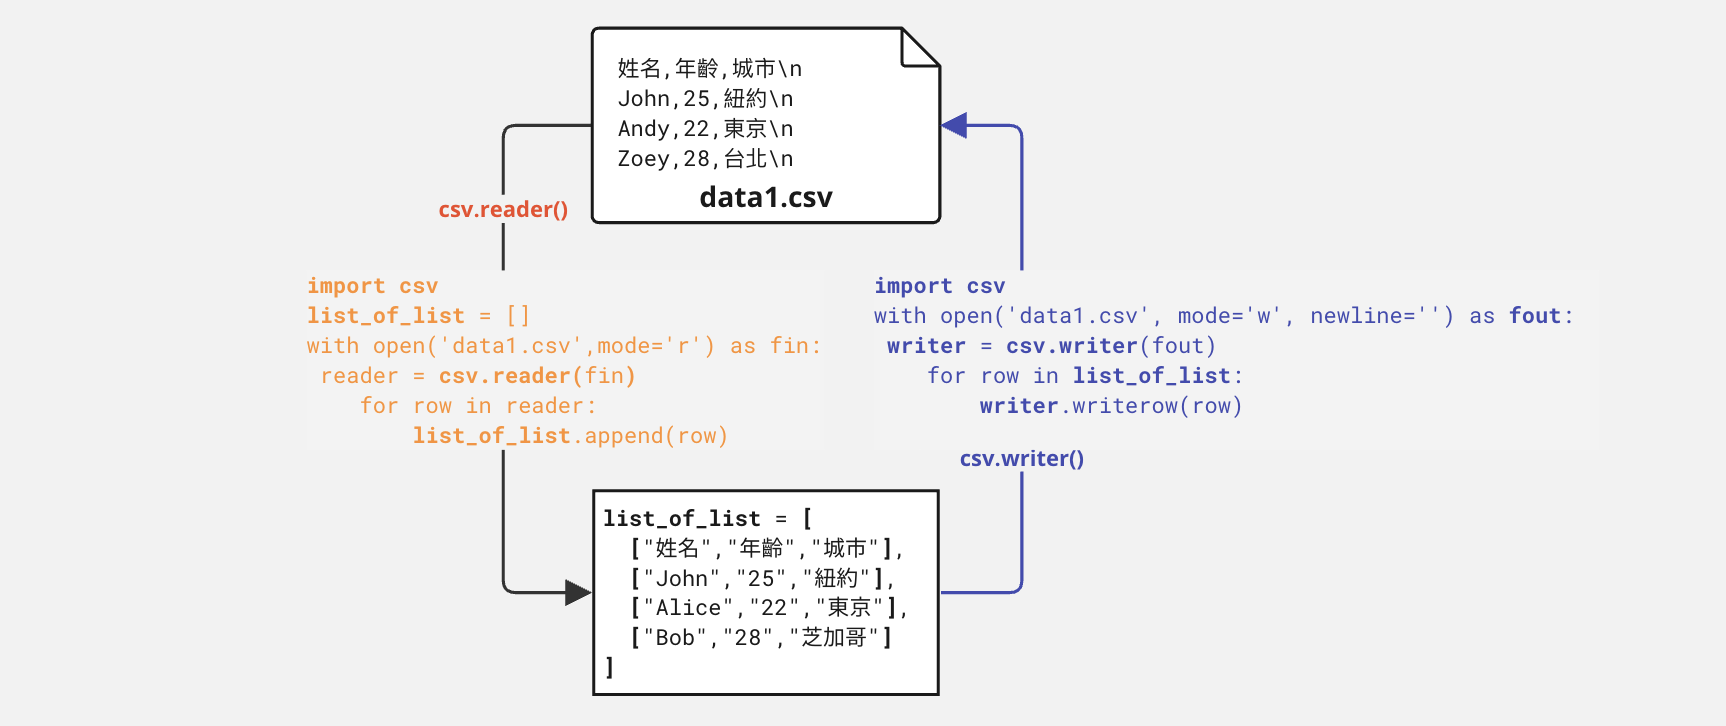 姓名,年齡,城市\n
John,25,紐約\n
Andy,22,東京\n
Zoey,28,台北\n
data1.csv
csv.reader()
import csv
list_of_list = []
with open('data1.csv',mode='r') as fin:
 reader = csv.reader(fin)
    for row in reader:
        list_of_list.append(row)
import csv
with open('data1.csv', mode='w', newline='') as fout:
 writer = csv.writer(fout)
    for row in list_of_list:
        writer.writerow(row)
csv.writer()
list_of_list = [
  ["姓名","年齡","城市"],
  ["John","25","紐約"],
  ["Alice","22","東京"],
  ["Bob","28","芝加哥"]
]